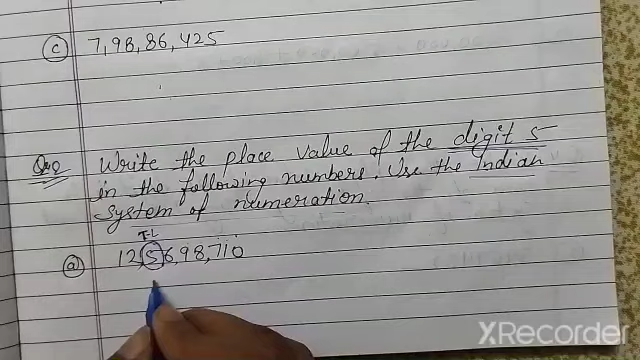 c 7,98,86,425
Q.no2 Write the place value of the digit 5
in the following numbers. Use the Indian
system of numeration.
T-L
a 12,56,98,710
XRecorder